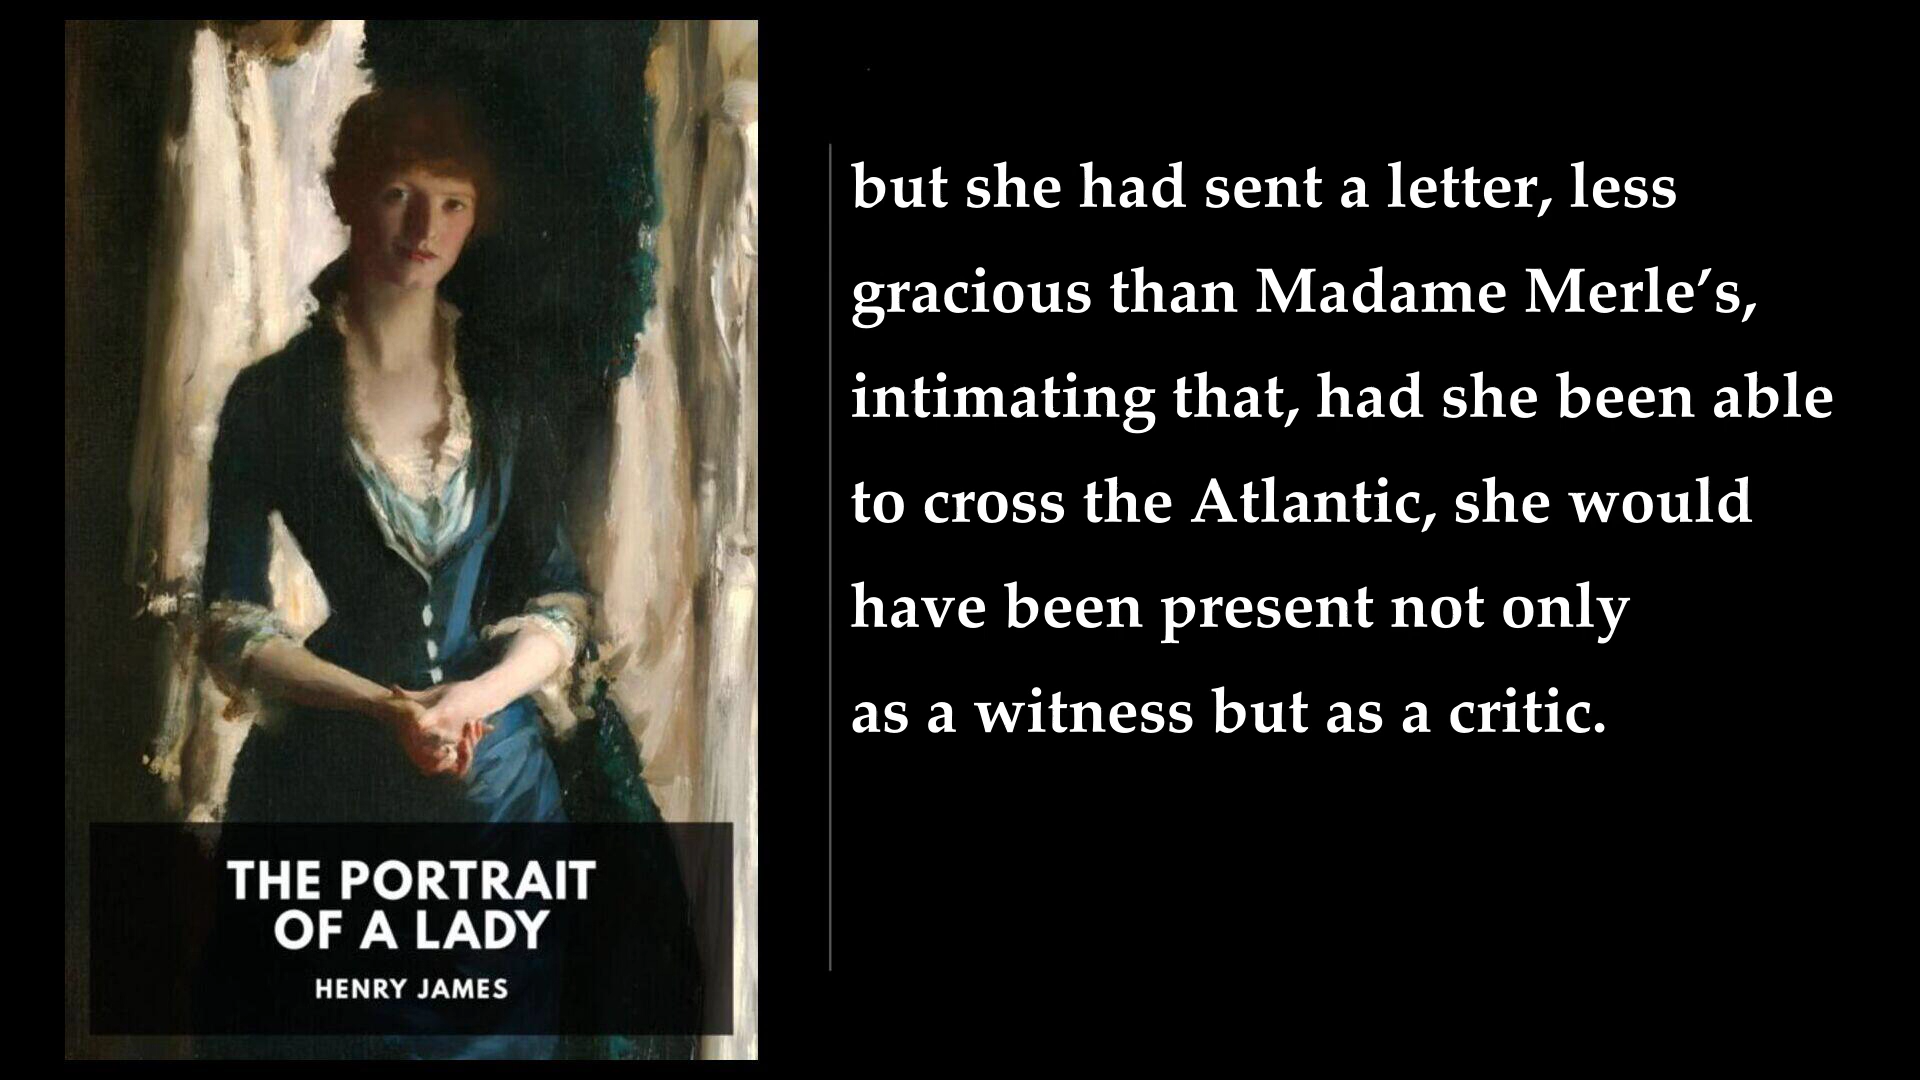 but she had sent a letter, less
gracious than Madame Merle’s,
intimating that, had she been able
to cross the Atlantic, she would
have been present not only
as a witness but as a critic.
THE PORTRAIT
OF A LADY
HENRY JAMES